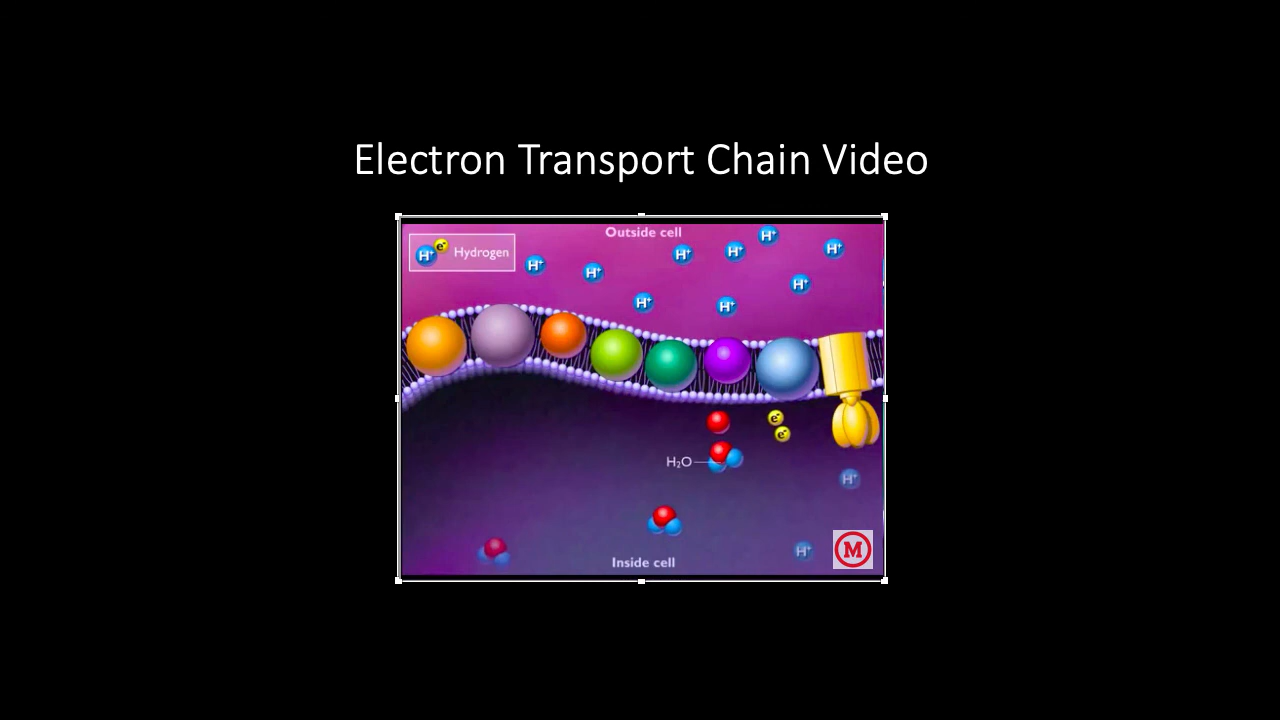 Electron Transport Chain Video
Outside cell
H⁺ e⁻ Hydrogen
H⁺
H⁺
H⁺
H⁺
H⁺
H⁺
H⁺
H⁺
H⁺
e⁻
e⁻
H₂O
H⁺
H⁺
M
Inside cell